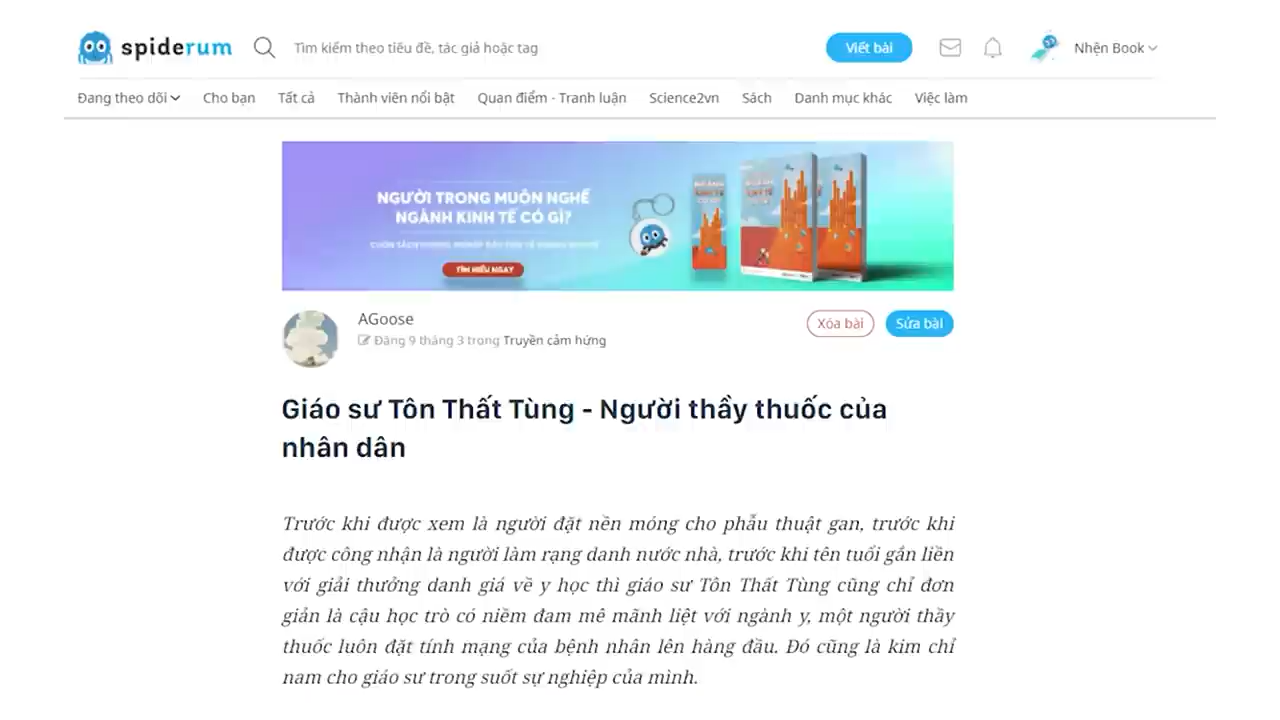 spiderum
Tìm kiếm theo tiêu đề, tác giả hoặc tag
Viết bài
Nhện Book
Đang theo dõi
Cho bạn
Tất cả
Thành viên nổi bật
Quan điểm - Tranh luận
Science2vn
Sách
Danh mục khác
Việc làm
NGƯỜI TRONG MUÔN NGHỀ
NGÀNH KINH TẾ CÓ GÌ?
TÌM HIỂU NGAY
AGoose
Đăng 9 tháng 3 trong Truyền cảm hứng
Xóa bài
Sửa bài
Giáo sư Tôn Thất Tùng - Người thầy thuốc của
nhân dân
Trước khi được xem là người đặt nền móng cho phẫu thuật gan, trước khi
được công nhận là người làm rạng danh nước nhà, trước khi tên tuổi gắn liền
với giải thưởng danh giá về y học thì giáo sư Tôn Thất Tùng cũng chỉ đơn
giản là cậu học trò có niềm đam mê mãnh liệt với ngành y, một người thầy
thuốc luôn đặt tính mạng của bệnh nhân lên hàng đầu. Đó cũng là kim chỉ
nam cho giáo sư trong suốt sự nghiệp của mình.